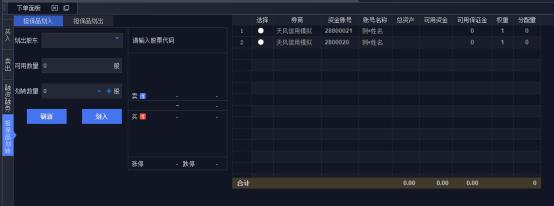 下单面板
买入
卖出
融资融券
担保品划转
担保品划入 担保品划出
划出股东
可用数量 0 股
划转数量 0 - + 股
刷新 划入
请输入股票代码
卖 1 - -
- -
买 1 - -
涨停 - 跌停 -
选择 券商 资金账号 账号名称 总资产 可用资金 可用保证金 权重 分配量
1 天风信用模拟 28800021 测*姓名 0 1 0
2 天风信用模拟 2800020 测*姓名 0 1 0
合计 0.00 0.00 0.00 0